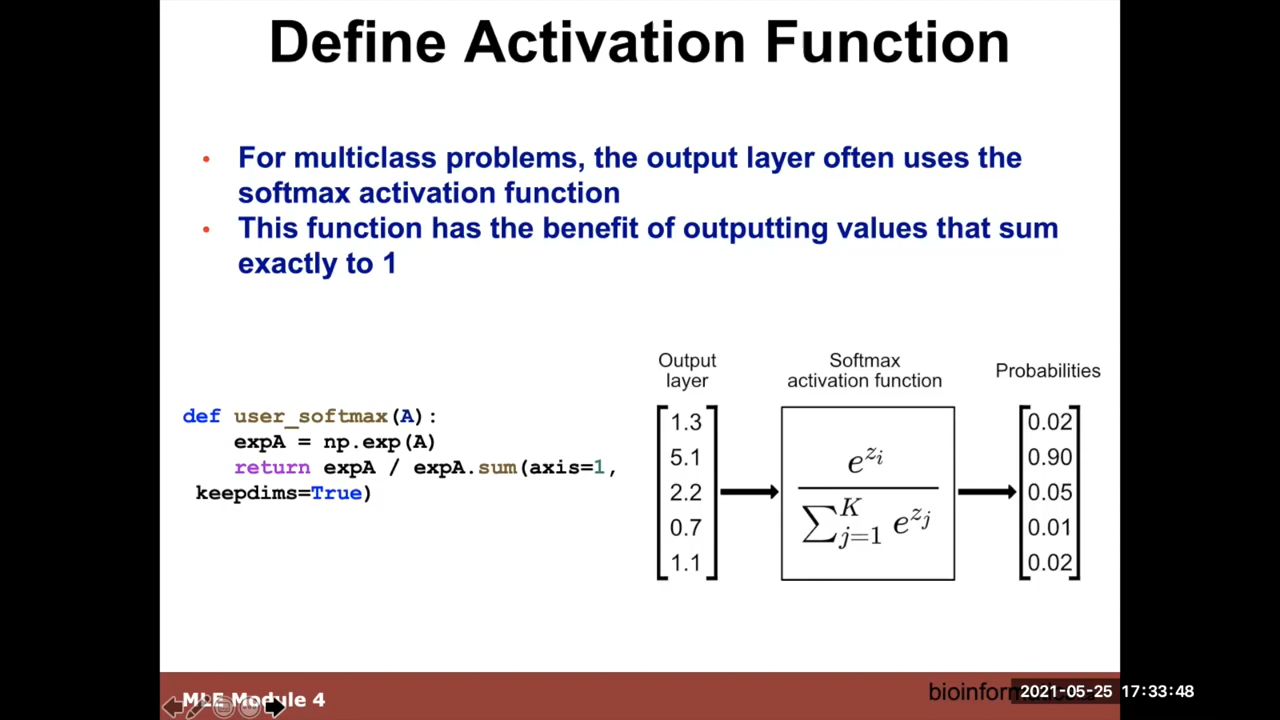 Define Activation Function
• For multiclass problems, the output layer often uses the
softmax activation function
• This function has the benefit of outputting values that sum
exactly to 1
def user_softmax(A):
expA = np.exp(A)
return expA / expA.sum(axis=1,
keepdims=True)
Output
layer
1.3
5.1
2.2
0.7
1.1
Softmax
activation function
e^{z_i}
∑_{j=1}^{K} e^{z_j}
Probabilities
0.02
0.90
0.05
0.01
0.02
MLE Module 4
2021-05-25 17:33:48